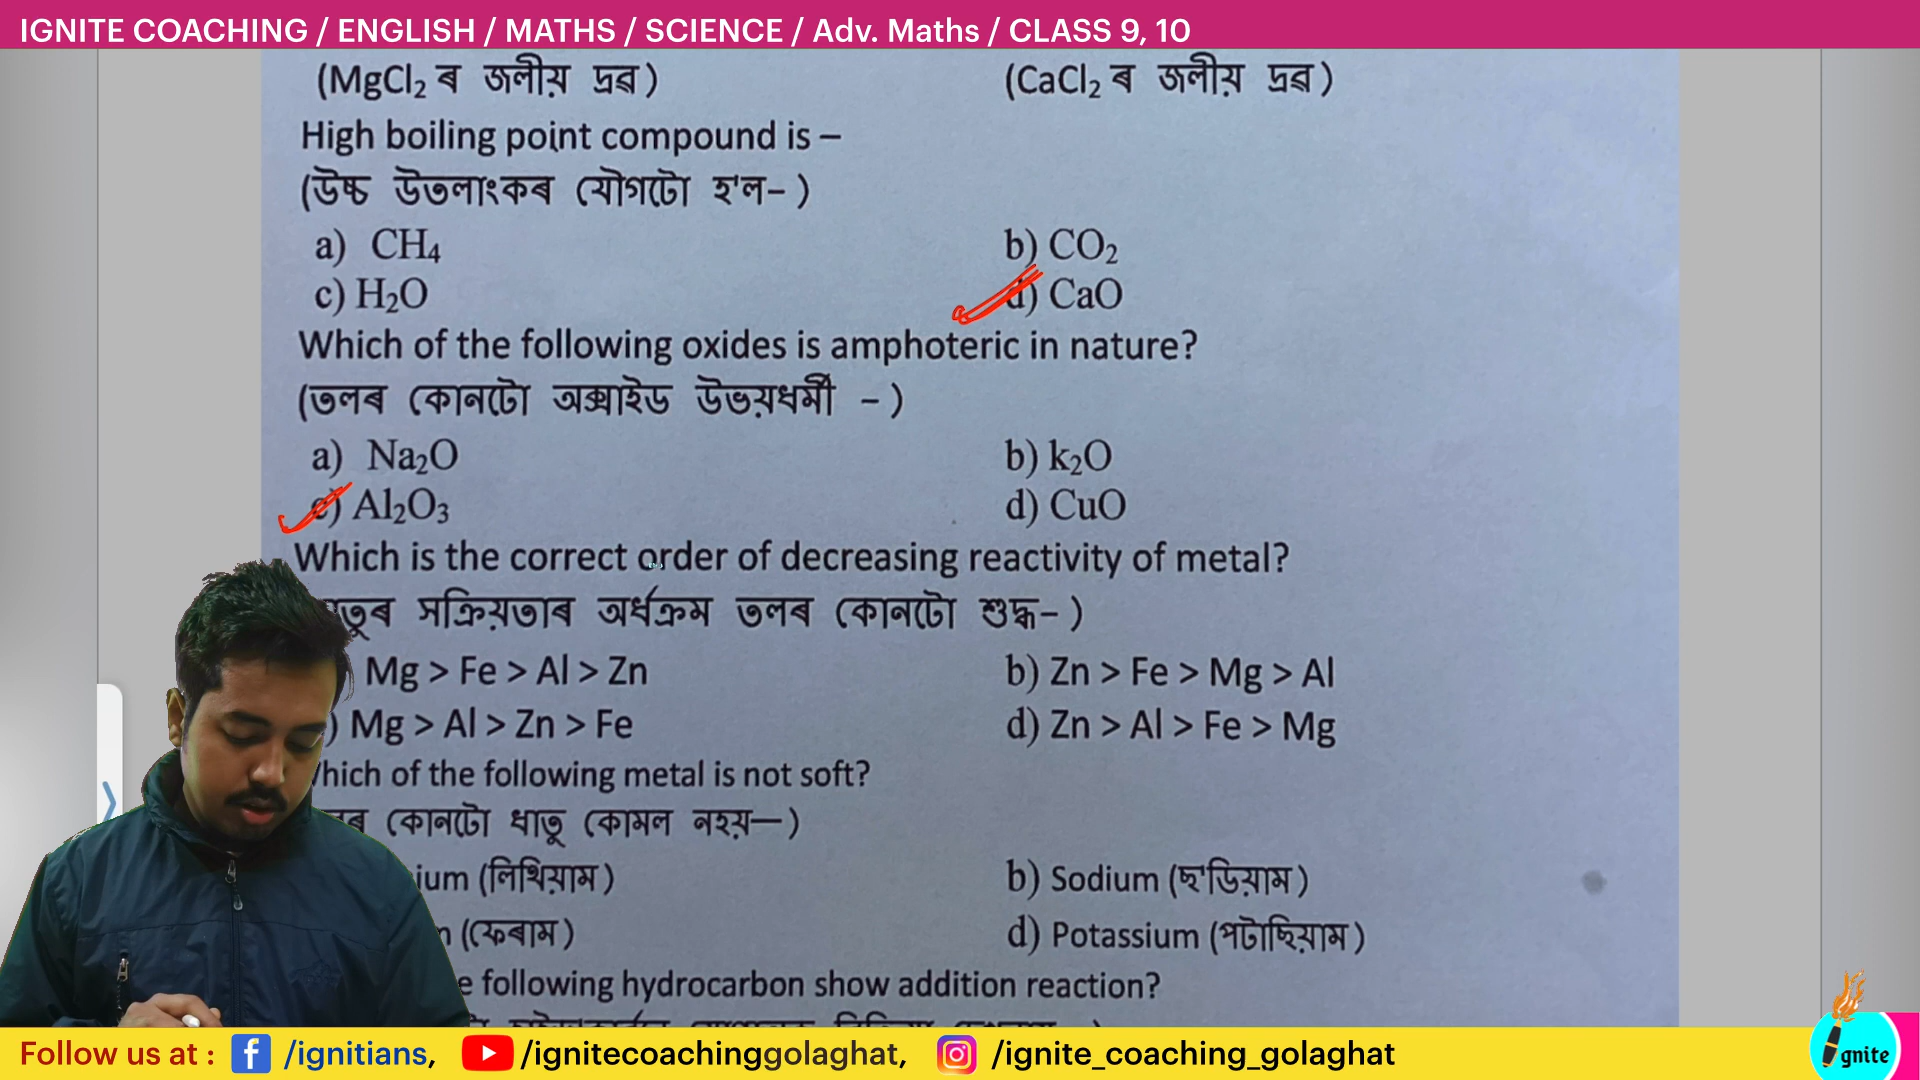 IGNITE COACHING / ENGLISH / MATHS / SCIENCE / Adv. Maths / CLASS 9, 10
(MgCl₂ ৰ জলীয় দ্ৰৱ) (CaCl₂ ৰ জলীয় দ্ৰৱ)
High boiling point compound is –
(উচ্চ উতলাংকৰ যৌগটো হ'ল– )
a) CH₄ b) CO₂
c) H₂O d) CaO
Which of the following oxides is amphoteric in nature?
(তলৰ কোনটো অক্সাইড উভয়ধৰ্মী – )
a) Na₂O b) k₂O
c) Al₂O₃ d) CuO
Which is the correct order of decreasing reactivity of metal?
সক্ৰিয়তাৰ অৰ্ধক্ৰম তলৰ কোনটো শুদ্ধ– )
Mg > Fe > Al > Zn b) Zn > Fe > Mg > Al
) Mg > Al > Zn > Fe d) Zn > Al > Fe > Mg
hich of the following metal is not soft?
কোনটো ধাতু কোমল নহয়—)
ium (লিথিয়াম) b) Sodium (ছ'ডিয়াম)
(ফেৰাম) d) Potassium (পটাছিয়াম)
e following hydrocarbon show addition reaction?
Follow us at : /ignitians, /ignitecoachinggolaghat, /ignite_coaching_golaghat
gnite